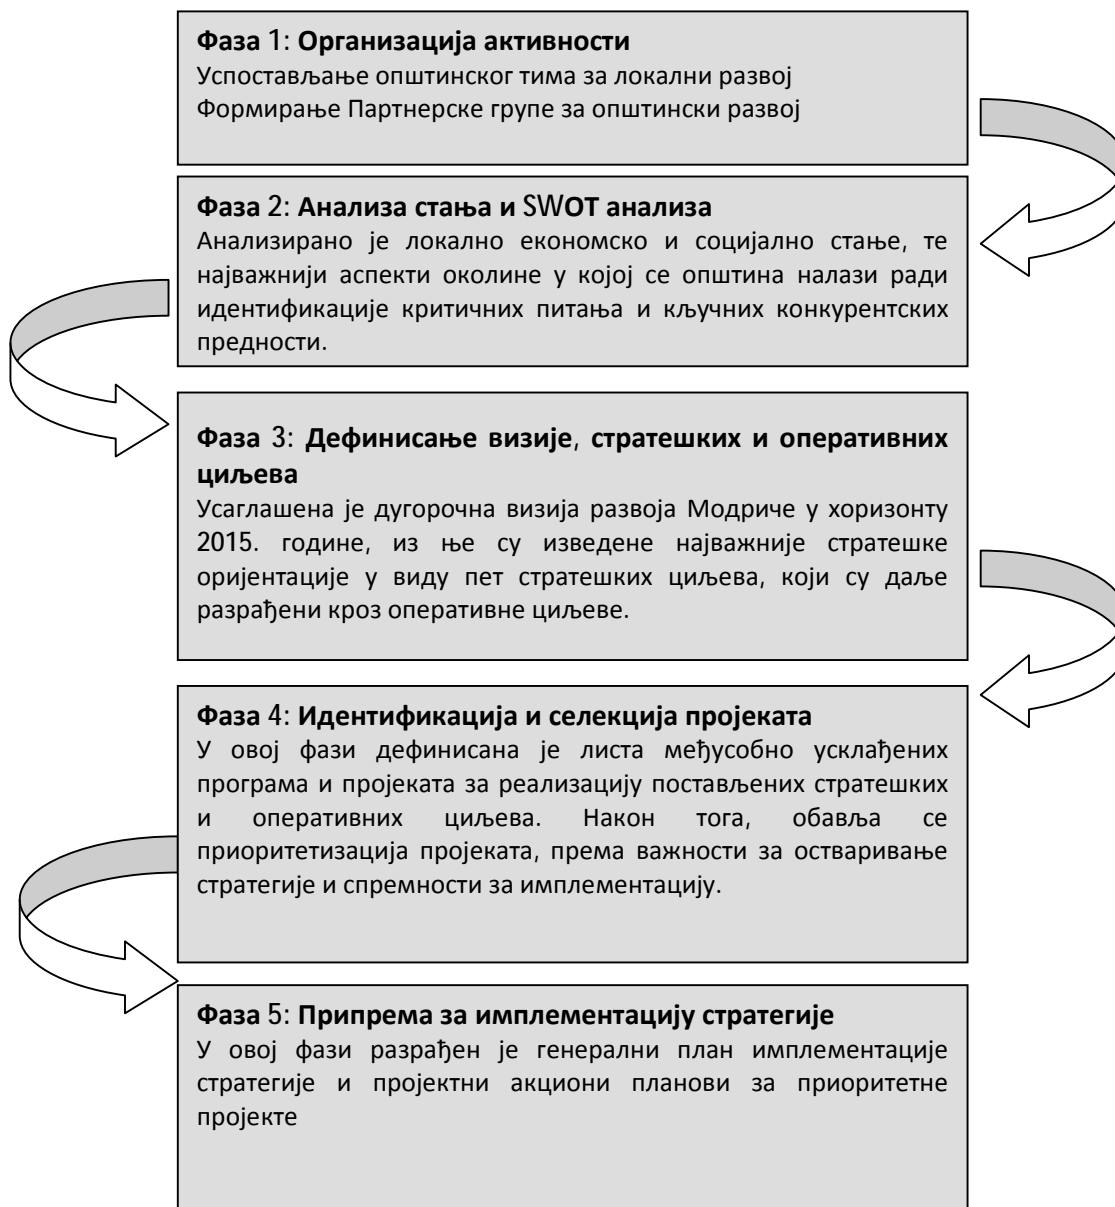 Фаза 1: Организација активности
Успостављање општинског тима за локални развој
Формирање Партнерске групе за општински развој
Фаза 2: Анализа стања и SWOT анализа
Анализирано је локално економско и социјално стање, те
најважнији аспекти околине у којој се општина налази ради
идентификације критичних питања и кључних конкурентских
предности.
Фаза 3: Дефинисање визије, стратешких и оперативних
циљева
Усаглашена је дугорочна визија развоја Модриче у хоризонту
2015. године, из ње су изведене најважније стратешке
оријентације у виду пет стратешких циљева, који су даље
разрађени кроз оперативне циљеве.
Фаза 4: Идентификација и селекција пројеката
У овој фази дефинисана је листа међусобно усклађених
програма и пројеката за реализацију постављених стратешких
и оперативних циљева. Након тога, обавља се
приоритетизација пројеката, према важности за остваривање
стратегије и спремности за имплементацију.
Фаза 5: Припрема за имплементацију стратегије
У овој фази разрађен је генерални план имплементације
стратегије и пројектни акциони планови за приоритетне
пројекте